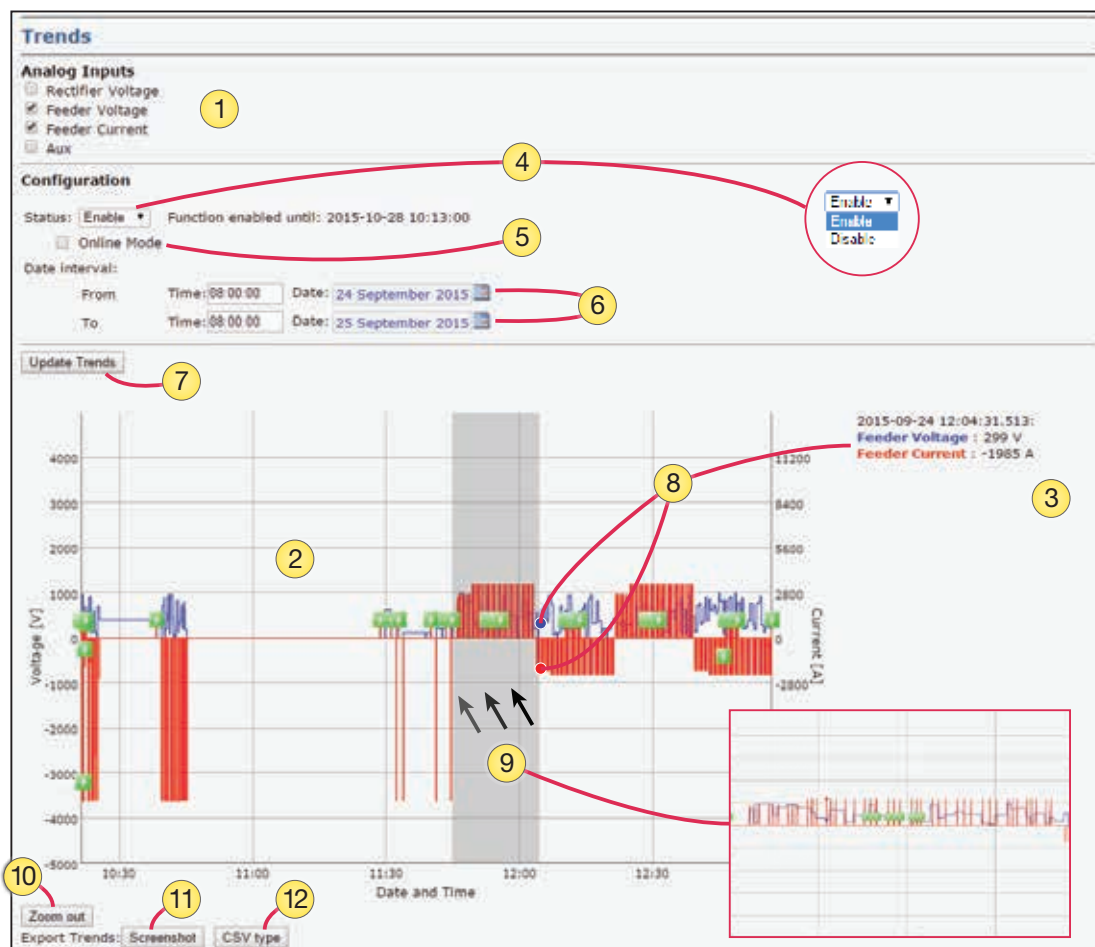 Trends
Analog Inputs
Rectifier Voltage
Feeder Voltage
1
Feeder Current
Aux
4
Configuration
Enable
Status: Enable Function enabled until: 2015-10-28 10:13:00
Enable
Disable
Online Mode
5
Date interval:
From Time: 08:00:00 Date: 24 September 2015
6
To Time: 08:00:00 Date: 25 September 2015
Update Trends
7
2015-09-24 12:04:31.513:
Feeder Voltage : 299 V
Feeder Current : -1985 A
8
3
2
9
4000
3000
2000
1000
0
-1000
-2000
-3000
-4000
-5000
Voltage [V]
11200
8400
5600
2800
0
-2800
Current [A]
10:30 11:00 11:30 12:00 12:30
Date and Time
10
11
12
Zoom out
Export Trends: Screenshot CSV type